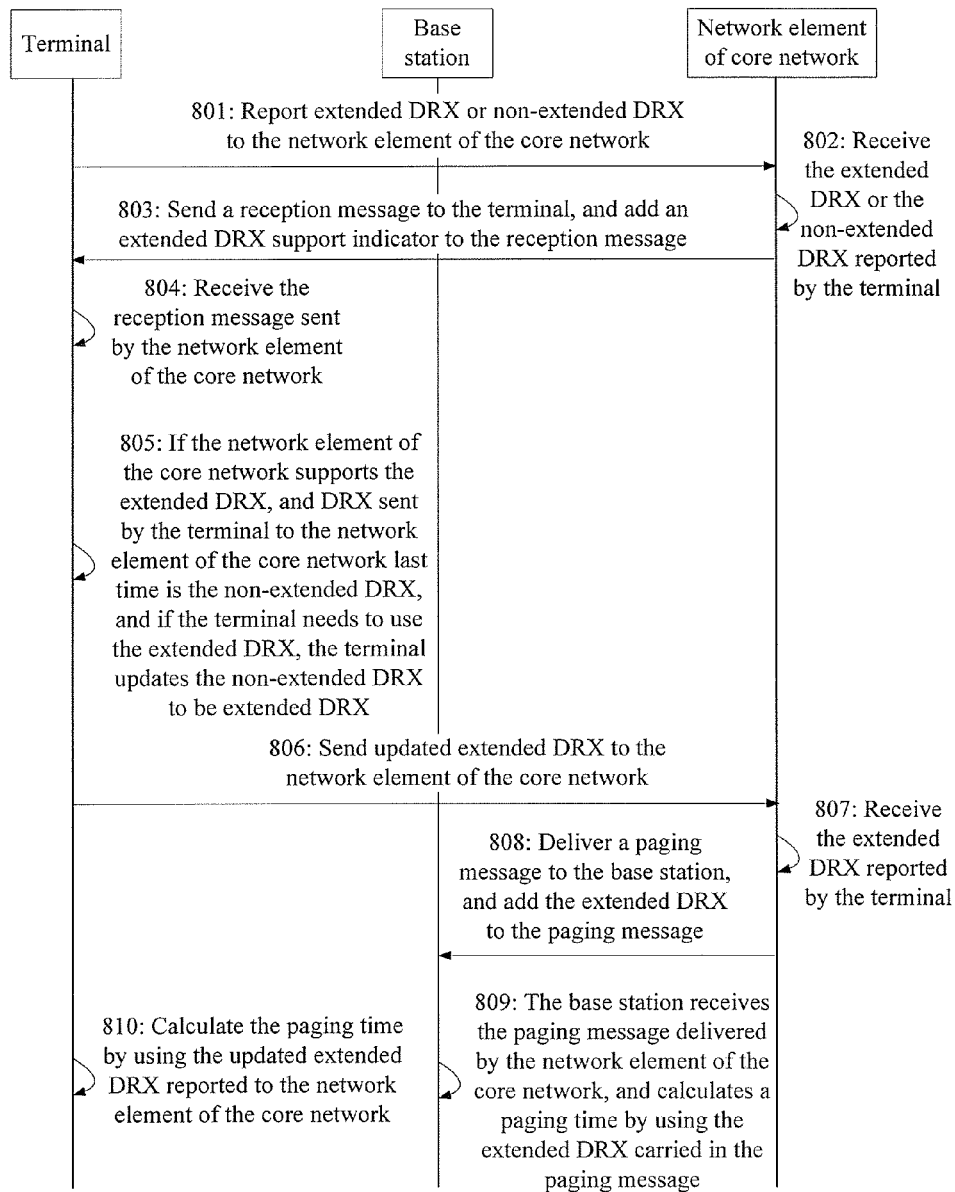 Terminal
Base
station
Network element
of core network
801: Report extended DRX or non-extended DRX
to the network element of the core network
802: Receive
the extended
DRX or the
non-extended
DRX reported
by the terminal
803: Send a reception message to the terminal, and add an
extended DRX support indicator to the reception message
804: Receive the
reception message sent
by the network element
of the core network
805: If the network element of
the core network supports the
extended DRX, and DRX sent
by the terminal to the network
element of the core network last
time is the non-extended DRX,
and if the terminal needs to use
the extended DRX, the terminal
updates the non-extended DRX
to be extended DRX
806: Send updated extended DRX to the
network element of the core network
807: Receive
the extended
DRX reported
by the terminal
808: Deliver a paging
message to the base station,
and add the extended DRX
to the paging message
809: The base station receives
the paging message delivered
by the network element of the
core network, and calculates a
paging time by using the
extended DRX carried in the
paging message
810: Calculate the paging time
by using the updated extended
DRX reported to the network
element of the core network